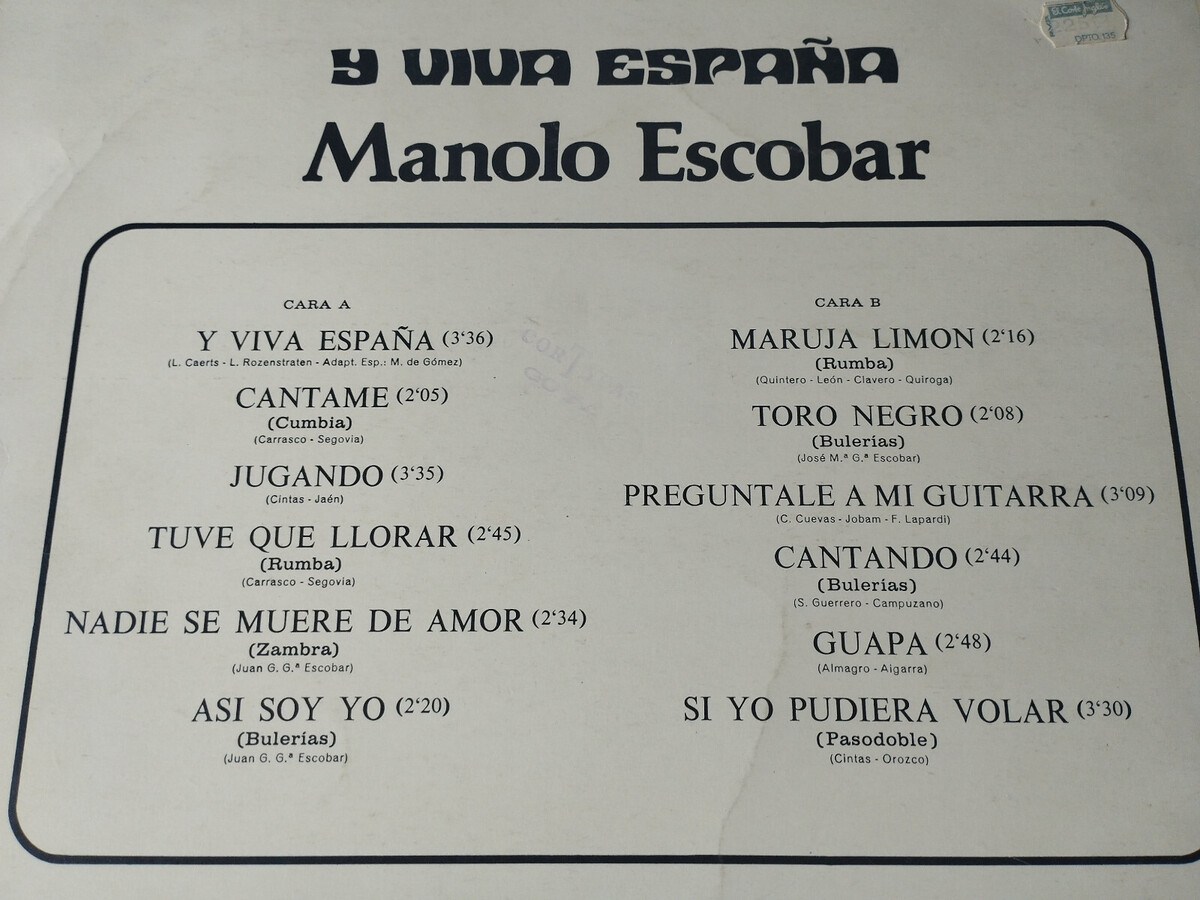 El Corte Inglés
DPTO. 135
Y VIVA ESPAÑA
Manolo Escobar
CARA A
Y VIVA ESPAÑA (3'36)
(L. Caerts - L. Rozenstraten - Adapt. Esp.: M. de Gómez)
CANTAME (2'05)
(Cumbia)
(Carrasco - Segovia)
JUGANDO (3'35)
(Cintas - Jaén)
TUVE QUE LLORAR (2'45)
(Rumba)
(Carrasco - Segovia)
NADIE SE MUERE DE AMOR (2'34)
(Zambra)
(Juan G. G.ª Escobar)
ASI SOY YO (2'20)
(Bulerías)
(Juan G. G.ª Escobar)
CARA B
MARUJA LIMON (2'16)
(Rumba)
(Quintero - León - Clavero - Quiroga)
TORO NEGRO (2'08)
(Bulerías)
(José M.ª G.ª Escobar)
PREGUNTALE A MI GUITARRA (3'09)
(C. Cuevas - Jobam - F. Lapardi)
CANTANDO (2'44)
(Bulerías)
(S. Guerrero - Campuzano)
GUAPA (2'48)
(Almagro - Aigarra)
SI YO PUDIERA VOLAR (3'30)
(Pasodoble)
(Cintas - Orozco)